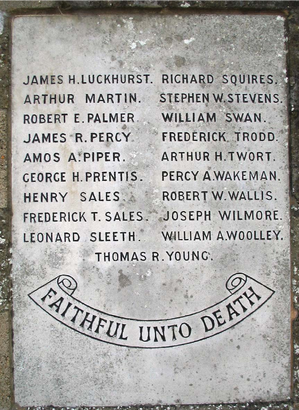 JAMES H. LUCKHURST. RICHARD SQUIRES.
ARTHUR MARTIN. STEPHEN W. STEVENS.
ROBERT E. PALMER. WILLIAM SWAN.
JAMES R. PERCY. FREDERICK. TRODD.
AMOS A. PIPER. ARTHUR H. TWORT.
GEORGE H. PRENTIS. PERCY A. WAKEMAN.
HENRY SALES. ROBERT W. WALLIS.
FREDERICK T. SALES. JOSEPH WILMORE.
LEONARD SLEETH. WILLIAM A. WOOLLEY.
THOMAS R. YOUNG.
FAITHFUL UNTO DEATH